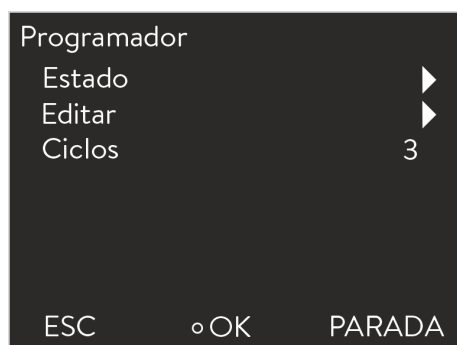 Programador
Estado
Editar
Ciclos 3
ESC OK PARADA